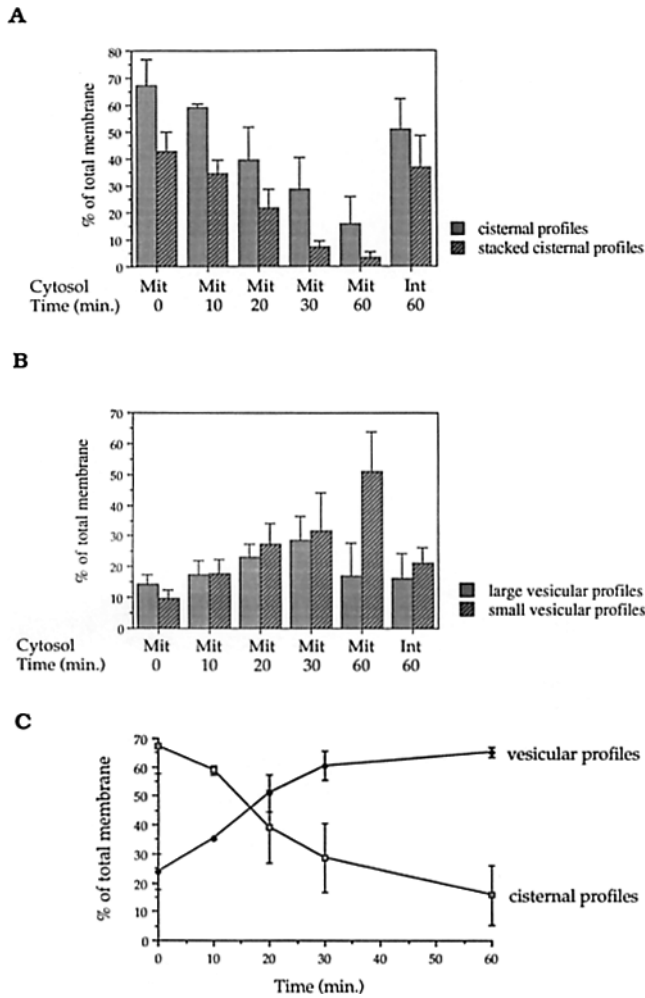 A
% of total membrane
80
70
60
50
40
30
20
10
0
Cytosol Mit Mit Mit Mit Mit Int
Time (min.) 0 10 20 30 60 60
cisternal profiles
stacked cisternal profiles
B
% of total membrane
70
60
50
40
30
20
10
0
Cytosol Mit Mit Mit Mit Mit Int
Time (min.) 0 10 20 30 60 60
large vesicular profiles
small vesicular profiles
C
% of total membrane
70
60
50
40
30
20
10
0
vesicular profiles
cisternal profiles
0 10 20 30 40 50 60
Time (min.)